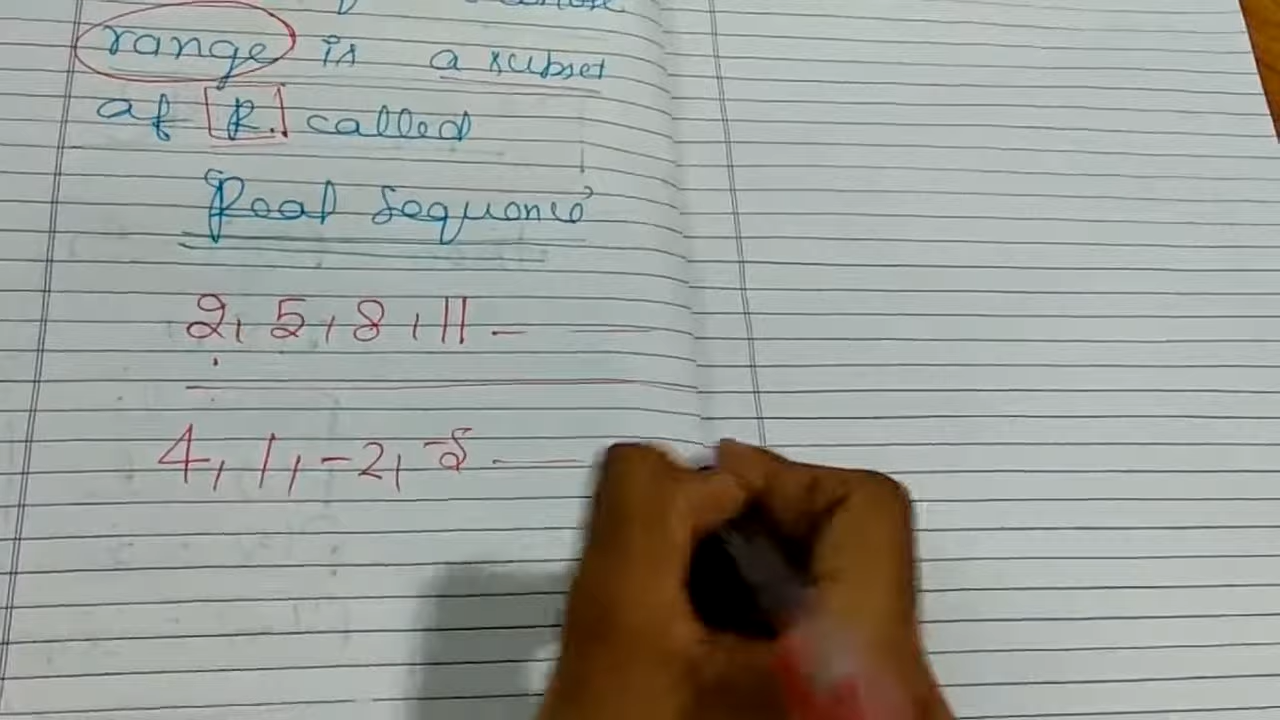 range is a subset
of [R.] called
"Real Sequence"
2, 5, 8, 11 - —
4, 1, -2, -5 —